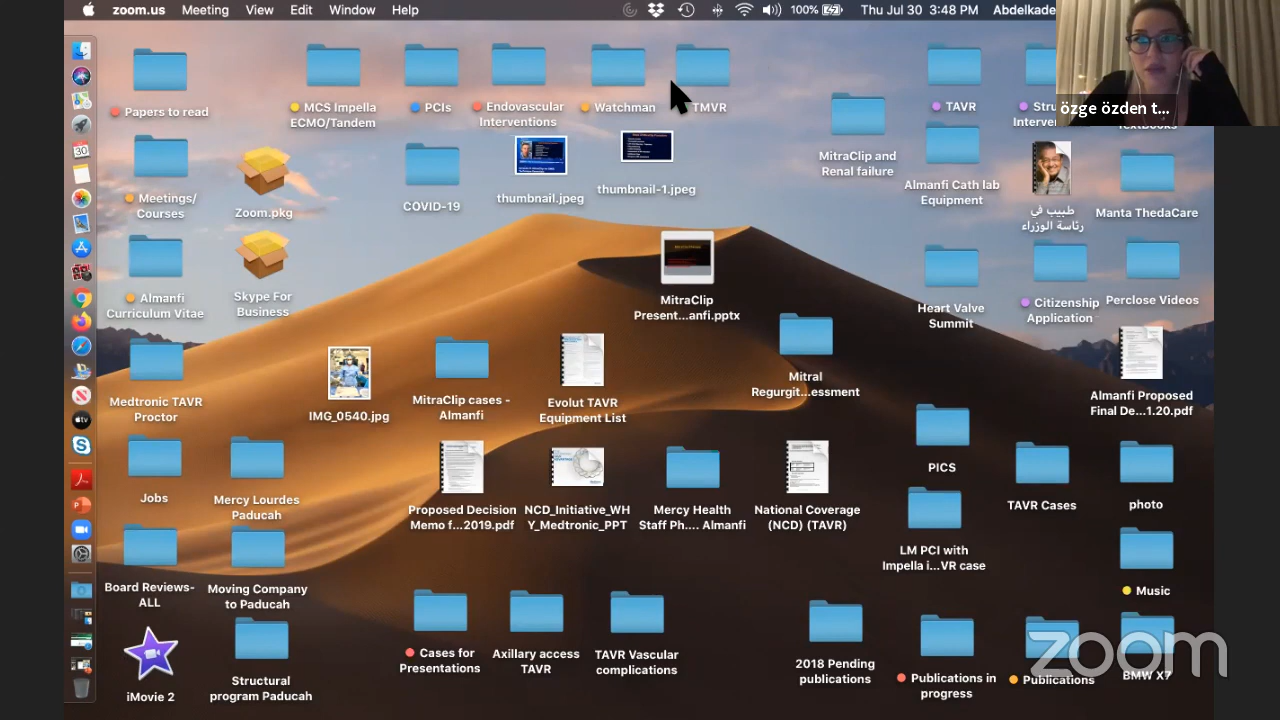 zoom.us Meeting View Edit Window Help 100% Thu Jul 30 3:48 PM Abdelkade
özge özden t...
Papers to read
MCS Impella
ECMO/Tandem
PCIs
Endovascular
Interventions
Watchman
TMVR
TAVR
Stru
Interven
TextBooks
MitraClip and
Renal failure
Almanfi Cath lab
Equipment
طبيب في
رئاسة الوزراء
Manta ThedaCare
Meetings/
Courses
Zoom.pkg
COVID-19
thumbnail.jpeg
thumbnail-1.jpeg
30
Almanfi
Curriculum Vitae
Skype For
Business
MitraClip
Present...anfi.pptx
Heart Valve
Summit
Citizenship
Application
Perclose Videos
Medtronic TAVR
Proctor
IMG_0540.jpg
MitraClip cases -
Almanfi
Evolut TAVR
Equipment List
Mitral
Regurgit...essment
Almanfi Proposed
Final De...1.20.pdf
tv
Jobs
Mercy Lourdes
Paducah
Proposed Decision
Memo f...2019.pdf
NCD_Initiative_WH
Y_Medtronic_PPT
Mercy Health
Staff Ph.... Almanfi
National Coverage
(NCD) (TAVR)
PICS
TAVR Cases
photo
LM PCI with
Impella i...VR case
Board Reviews-
ALL
Moving Company
to Paducah
Music
iMovie 2
Structural
program Paducah
Cases for
Presentations
Axillary access
TAVR
TAVR Vascular
complications
2018 Pending
publications
Publications in
progress
Publications
BMW X7
zoom